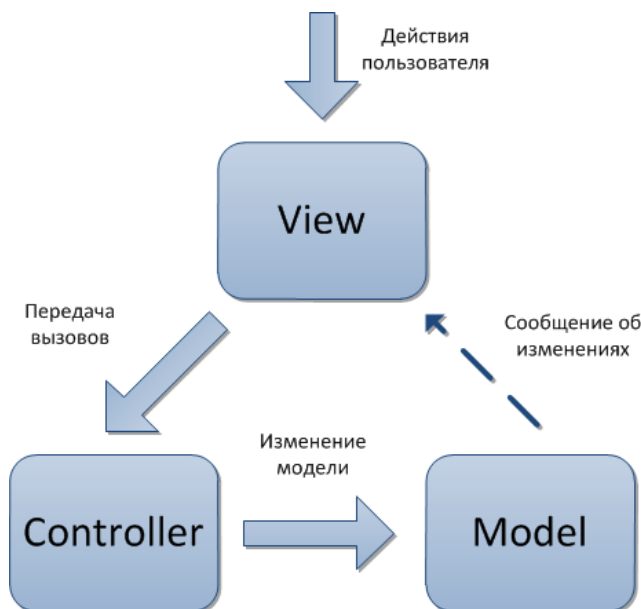 Действия
пользователя
View
Передача
вызовов
Сообщение об
изменениях
Изменение
модели
Controller
Model